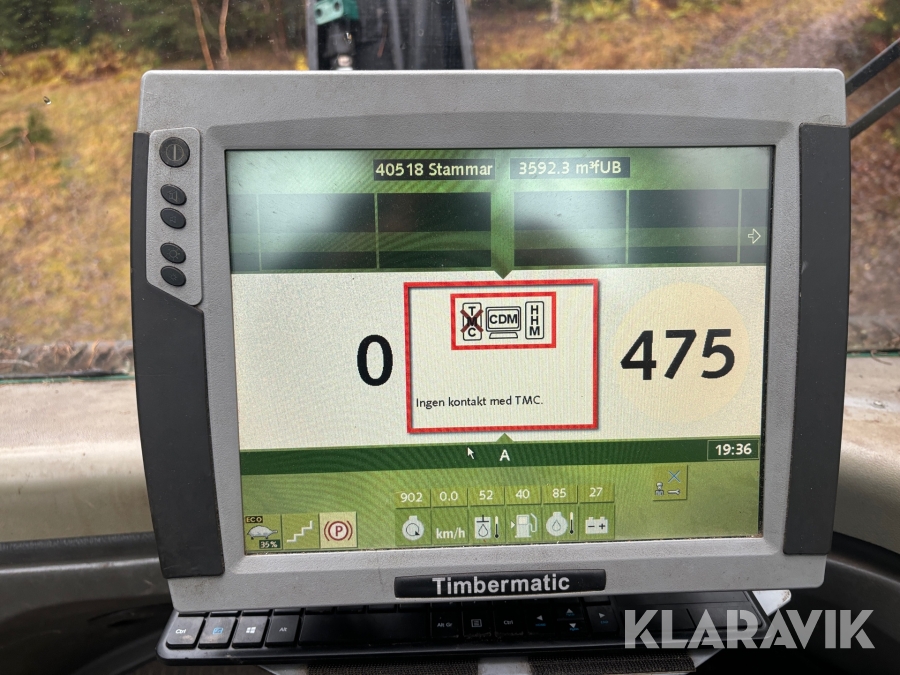 40518 Stammar
3592.3 m³fUB
TMC CDM HHM
0
475
Ingen kontakt med TMC.
A
19:36
902 0.0 52 40 85 27
ECO
35%
P
km/h
Timbermatic
Ctrl Alt Alt Gr Ctrl
KLARAVIK